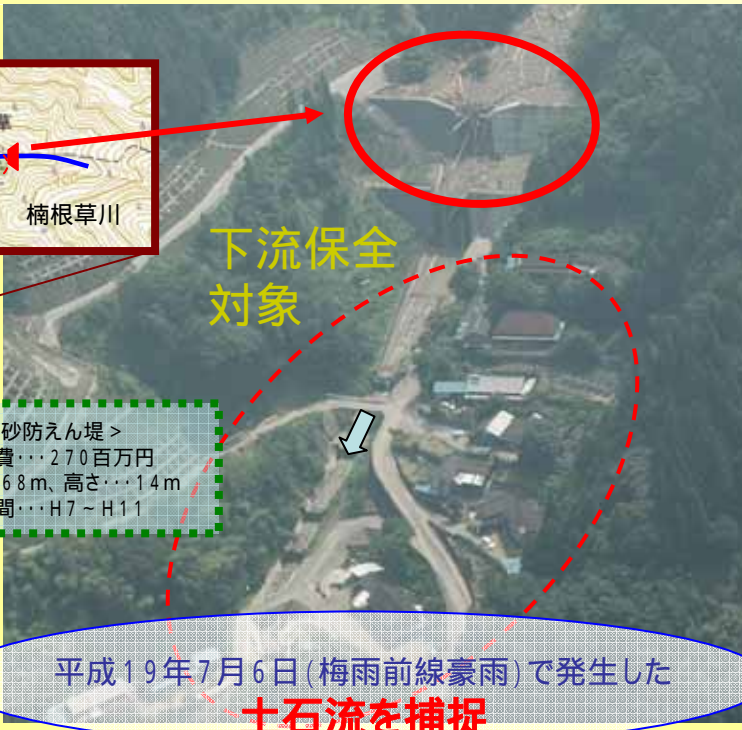 楠根草川
下流保全
対象
砂防えん堤>
費・・・270百万円
68m、高さ・・・14m
間・・・H7~H11
平成19年7月6日(梅雨前線豪雨)で発生した
土石流を捕捉